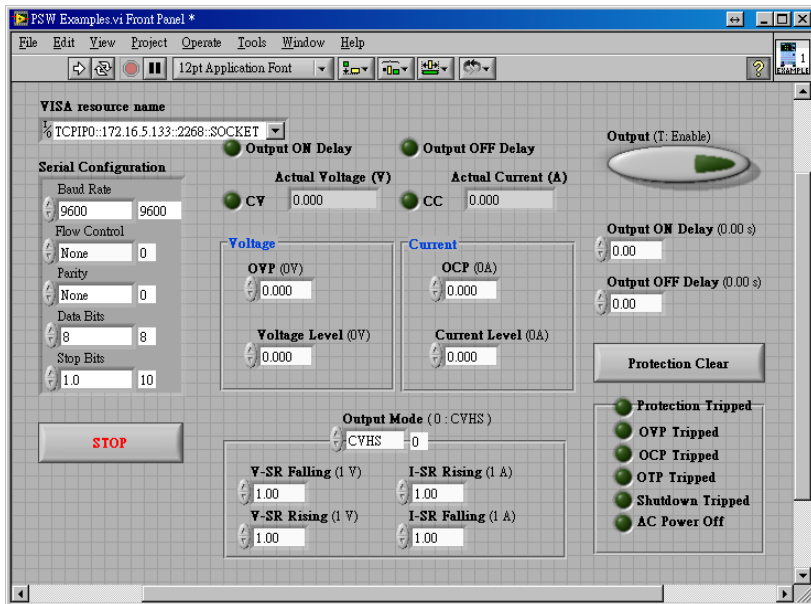 PSW Examples.vi Front Panel *
File Edit View Project Operate Tools Window Help
12pt Application Font
?
1
EXAMPLE
VISA resource name
I/O TCPIP0::172.16.5.133::2268::SOCKET
Serial Configuration
Baud Rate
9600 9600
Flow Control
None 0
Parity
None 0
Data Bits
8 8
Stop Bits
1.0 10
STOP
Output ON Delay
Output OFF Delay
Actual Voltage (V)
CV 0.000
Actual Current (A)
CC 0.000
Voltage
OVP (0V)
0.000
Voltage Level (0V)
0.000
Current
OCP (0A)
0.000
Current Level (0A)
0.000
Output Mode (0 : CVHS)
CVHS 0
V-SR Falling (1 V)
1.00
I-SR Rising (1 A)
1.00
V-SR Rising (1 V)
1.00
I-SR Falling (1 A)
1.00
Output (T: Enable)
Output ON Delay (0.00 s)
0.00
Output OFF Delay (0.00 s)
0.00
Protection Clear
Protection Tripped
OVP Tripped
OCP Tripped
OTP Tripped
Shutdown Tripped
AC Power Off